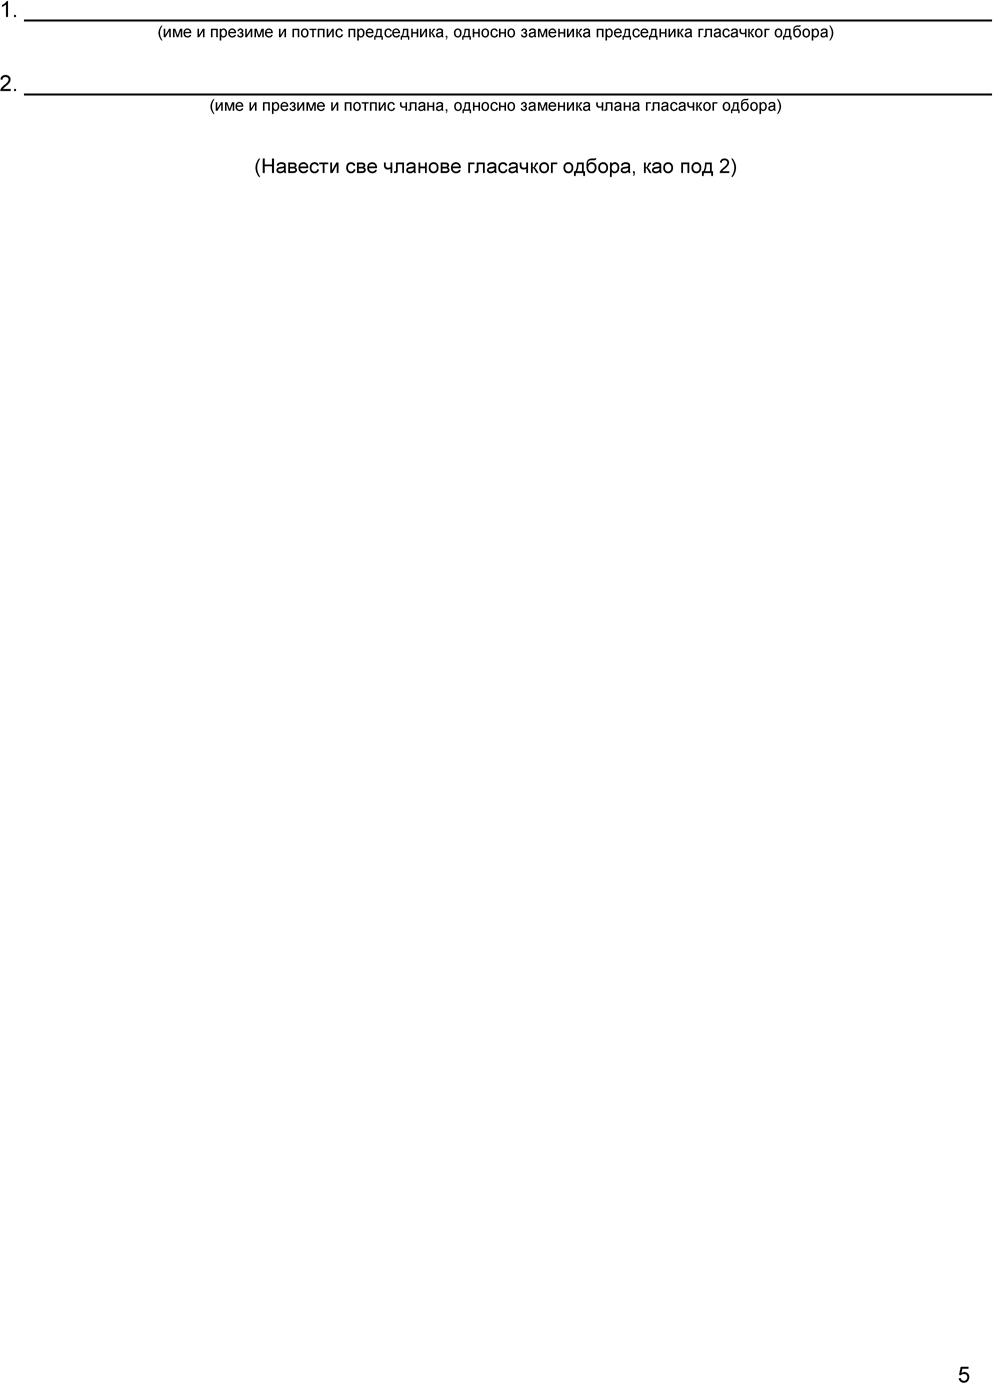 1.
(име и презиме и потпис председника, односно заменика председника гласачког одбора)
2.
(име и презиме и потпис члана, односно заменика члана гласачког одбора)
(Навести све чланове гласачког одбора, као под 2)
5